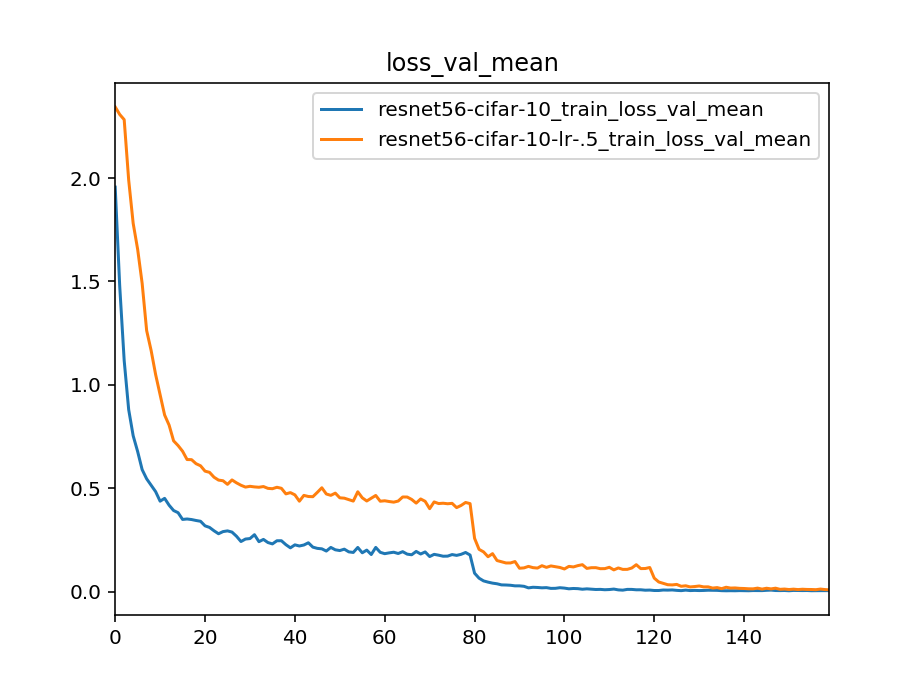 loss_val_mean
resnet56-cifar-10_train_loss_val_mean
resnet56-cifar-10-lr-.5_train_loss_val_mean
2.0
1.5
1.0
0.5
0.0
0 20 40 60 80 100 120 140